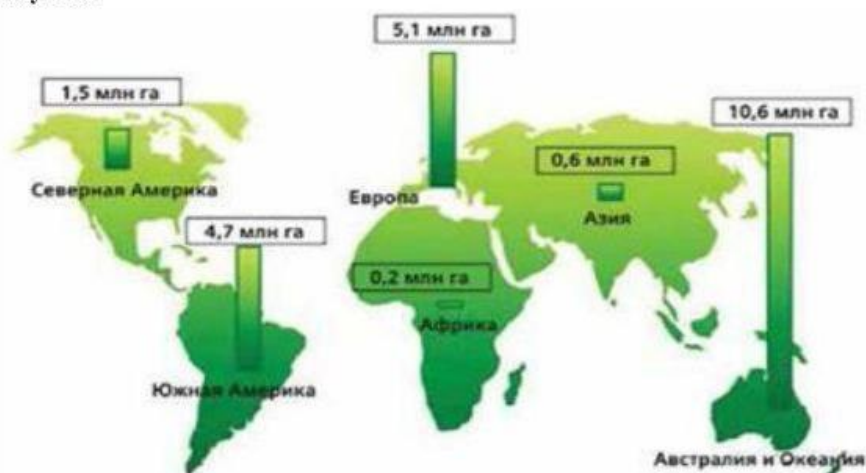 5,1 млн га
1,5 млн га
10,6 млн га
0,6 млн га
Северная Америка
Европа
Азия
4,7 млн га
0,2 млн га
Африка
Южная Америка
Австралия и Океания